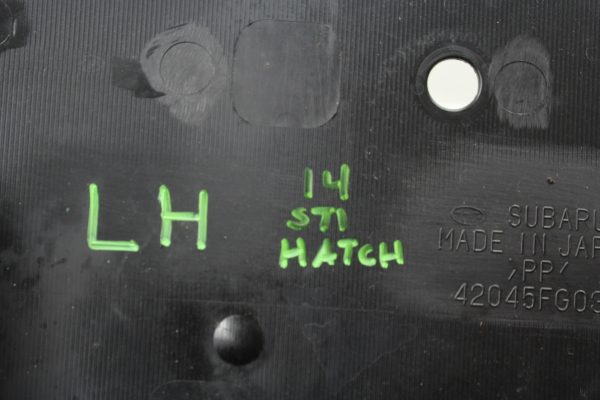 LH
14
STI
HATCH
SUBARU
MADE IN JAP
PP
42045FG03